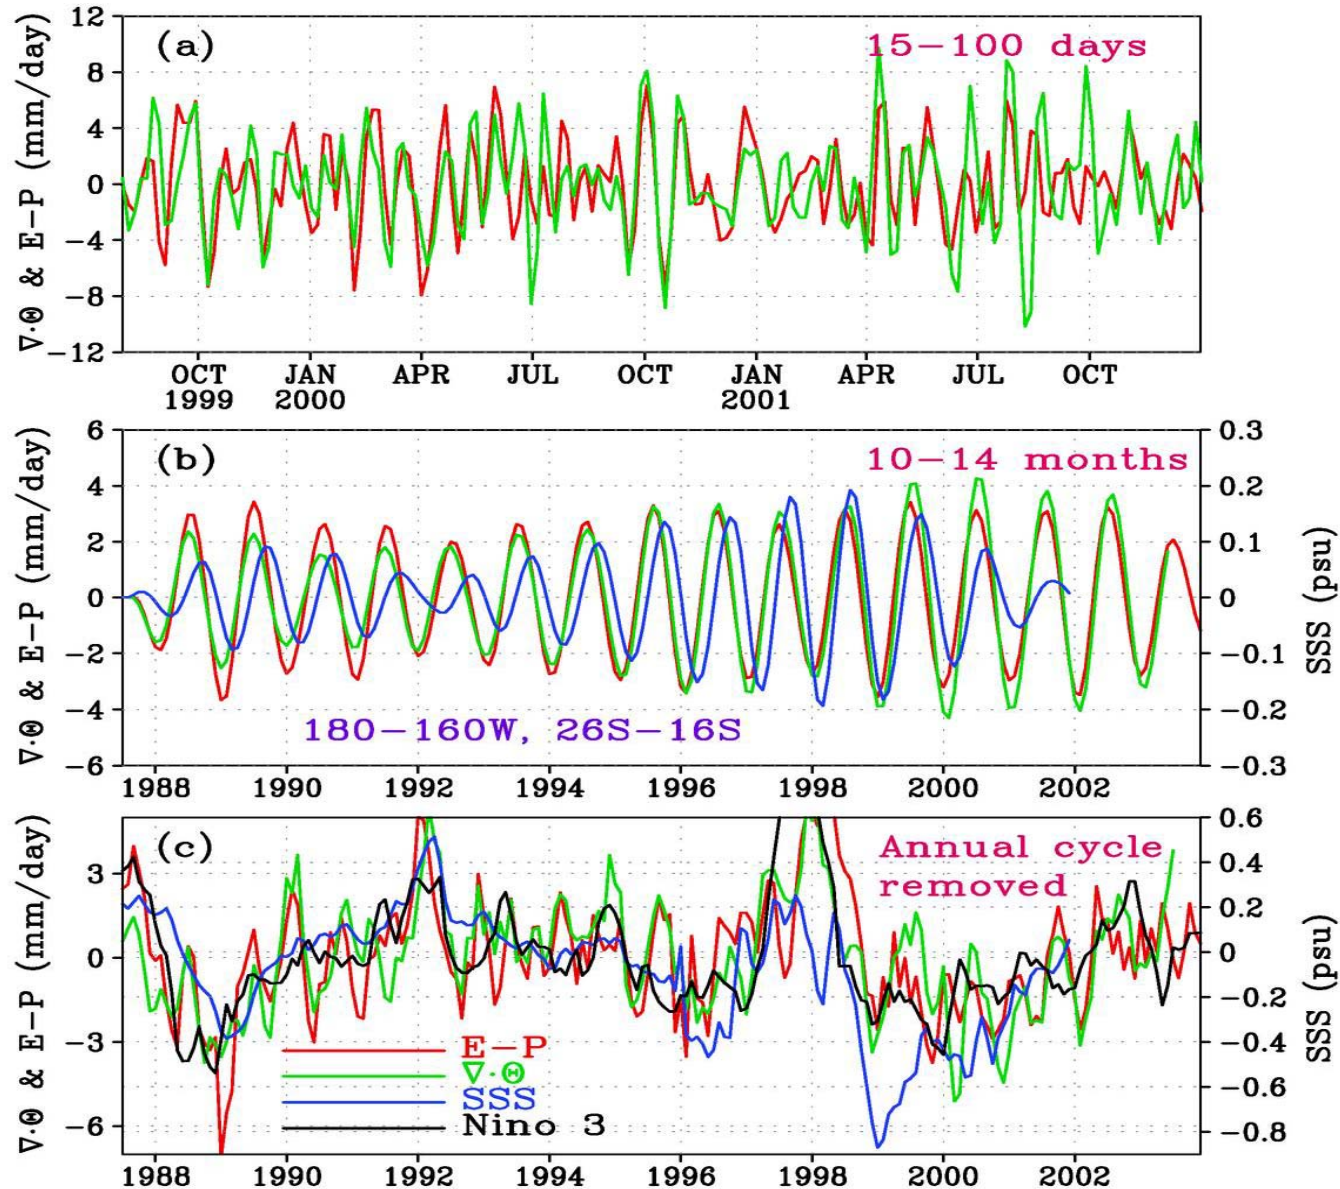 12
8
4
0
−4
−8
−12
∇·Θ & E−P (mm/day)
(a)
15−100 days
OCT JAN APR JUL OCT JAN APR JUL OCT
1999 2000 2001
6
4
2
0
−2
−4
−6
∇·Θ & E−P (mm/day)
(b)
10−14 months
180−160W, 26S−16S
0.3
0.2
0.1
0
−0.1
−0.2
−0.3
SSS (psu)
1988 1990 1992 1994 1996 1998 2000 2002
3
0
−3
−6
∇·Θ & E−P (mm/day)
(c)
Annual cycle
removed
E−P
∇·Θ
SSS
Nino 3
0.6
0.4
0.2
0
−0.2
−0.4
−0.6
−0.8
SSS (psu)
1988 1990 1992 1994 1996 1998 2000 2002